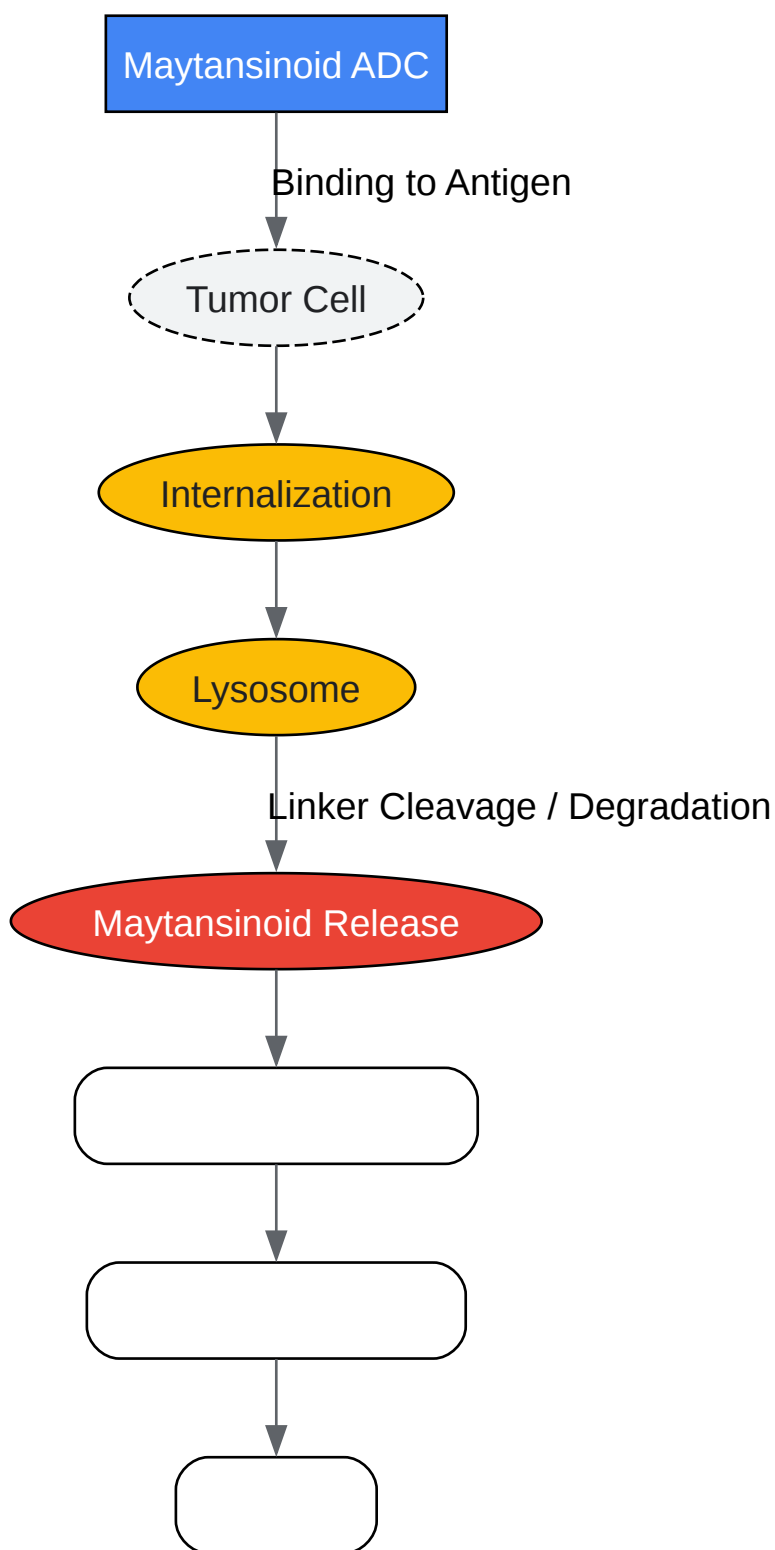 Maytansinoid ADC
Binding to Antigen
Tumor Cell
Internalization
Lysosome
Linker Cleavage / Degradation
Maytansinoid Release